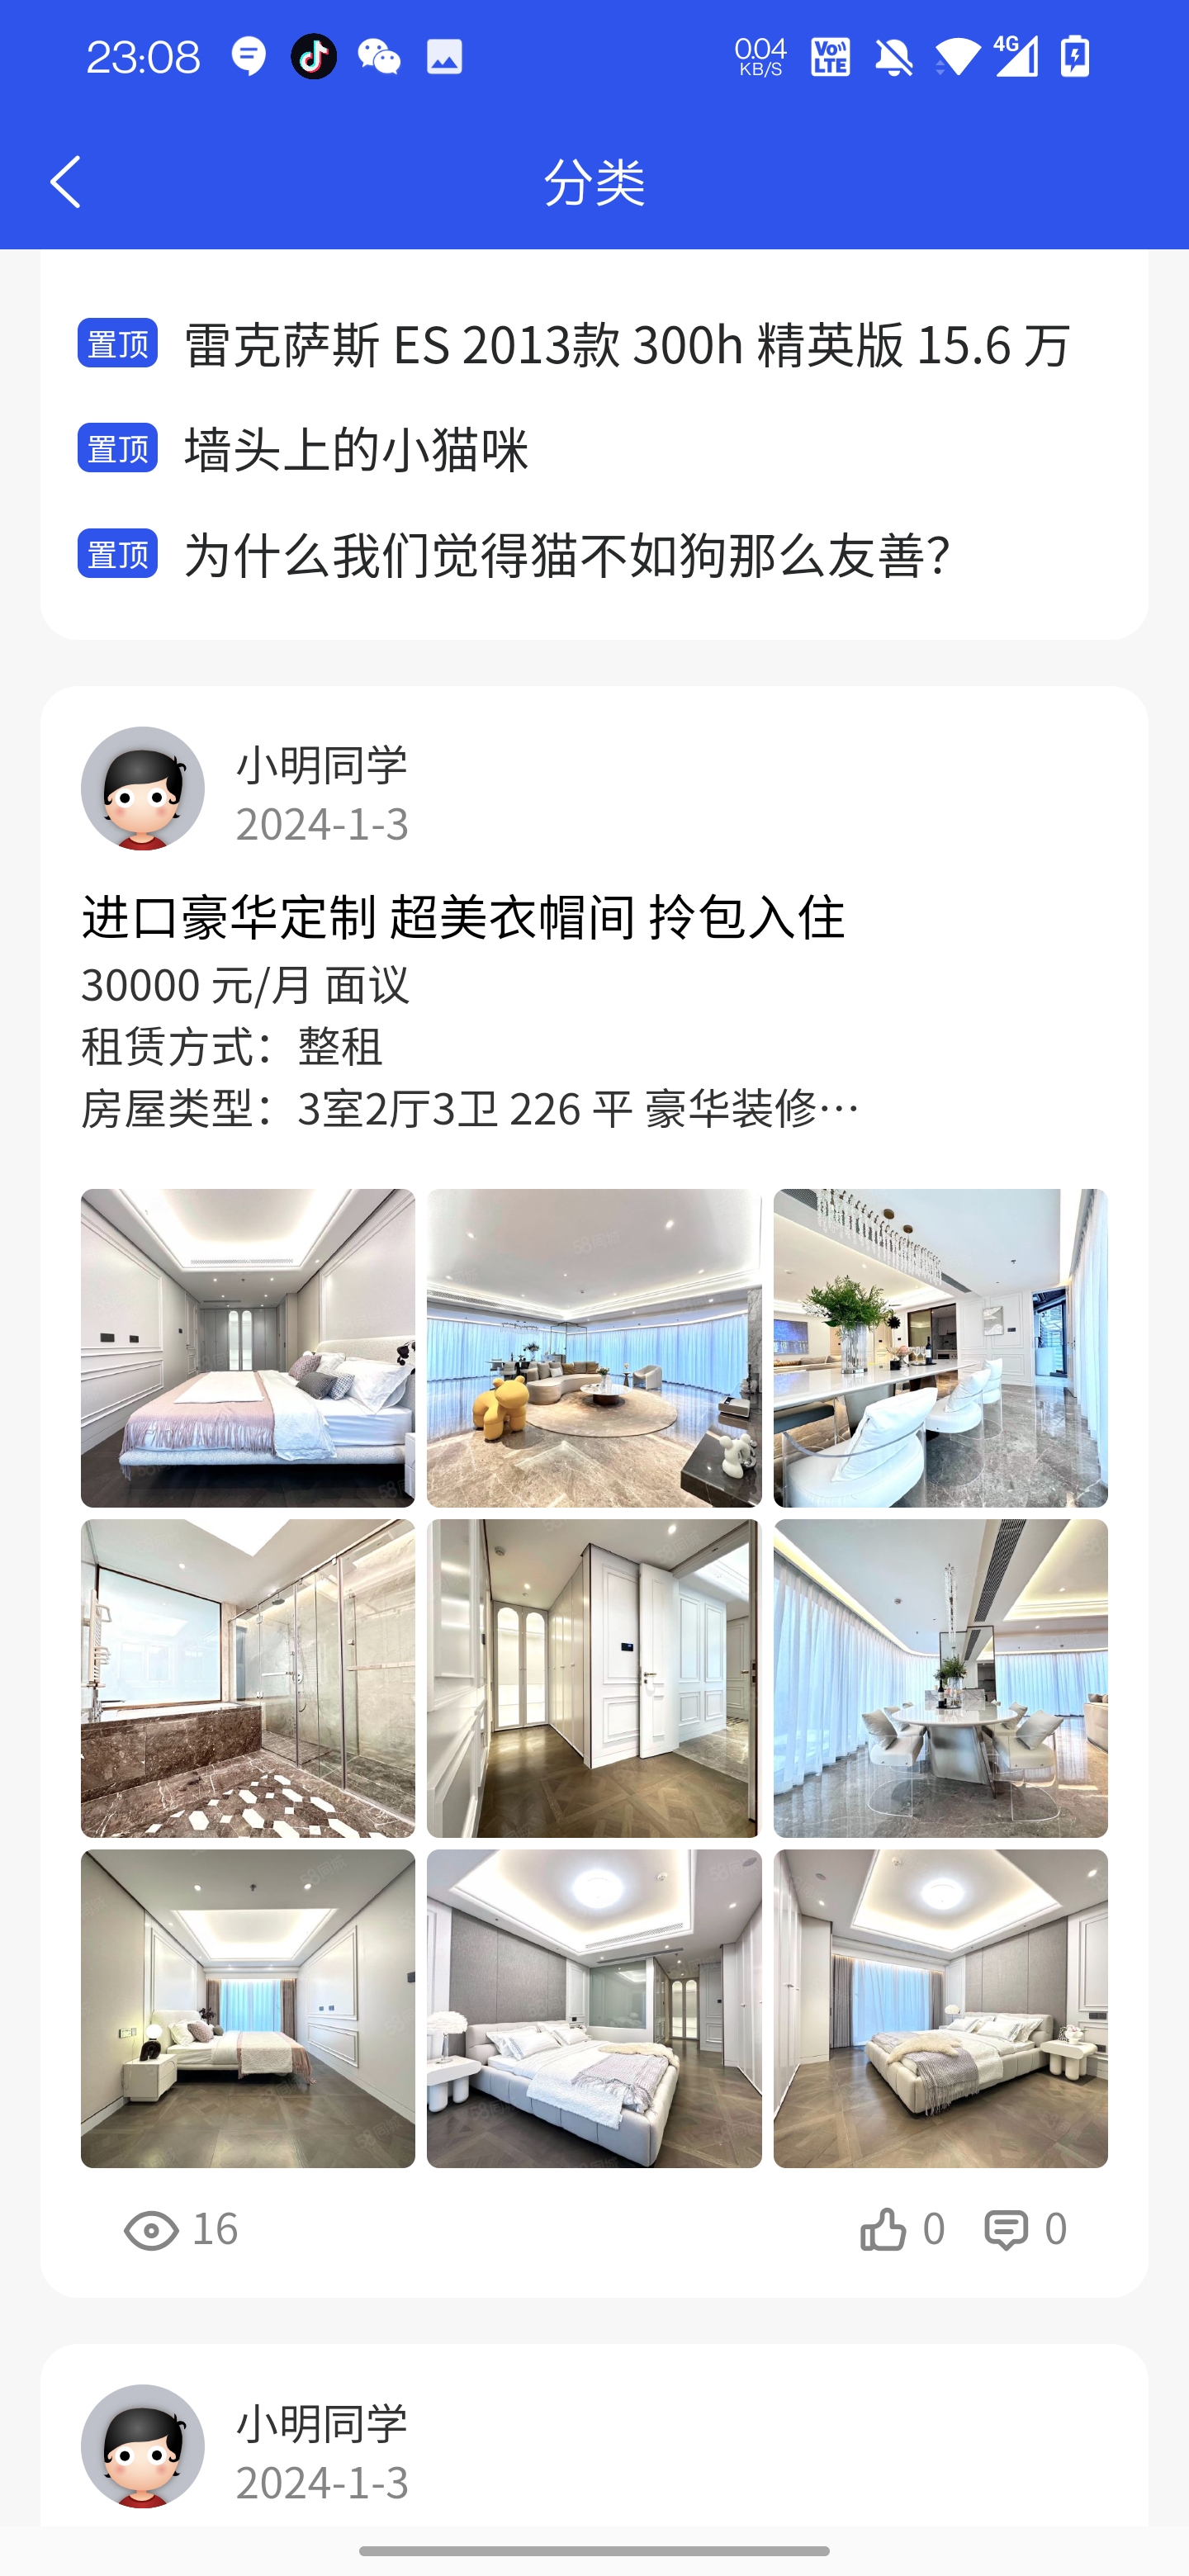 23:08
0.04
KB/S
Vo
LTE
4G
分类
置顶 雷克萨斯 ES 2013款 300h 精英版 15.6 万
置顶 墙头上的小猫咪
置顶 为什么我们觉得猫不如狗那么友善？
小明同学
2024-1-3
进口豪华定制 超美衣帽间 拎包入住
30000 元/月 面议
租赁方式：整租
房屋类型：3室2厅3卫 226 平 豪华装修…
16
0
0
小明同学
2024-1-3